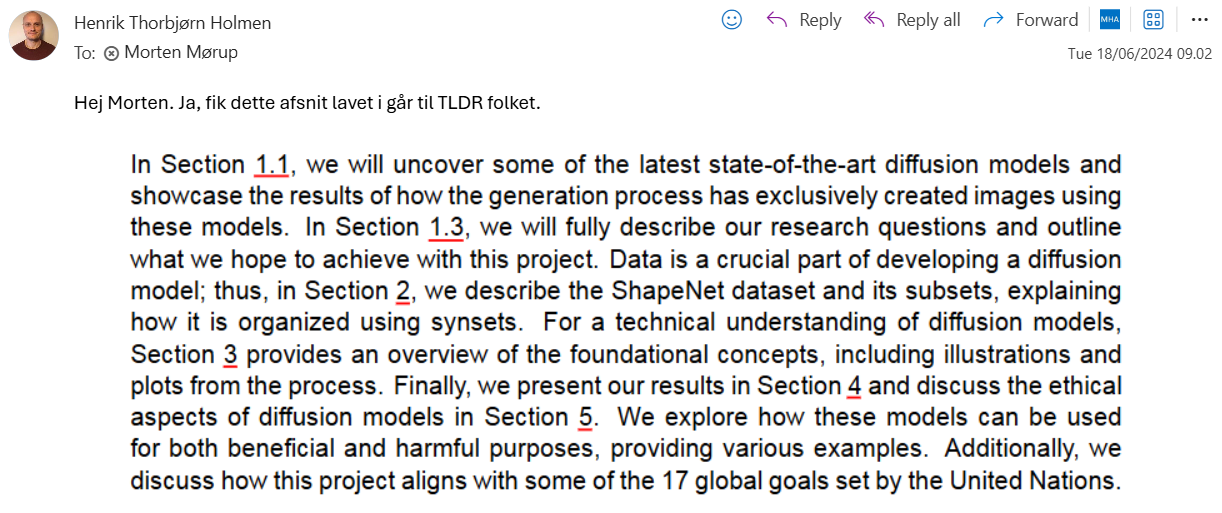 Henrik Thorbjørn Holmen
Reply
Reply all
Forward
MHA
To: Morten Mørup
Tue 18/06/2024 09.02
Hej Morten. Ja, fik dette afsnit lavet i går til TLDR folket.
In Section 1.1, we will uncover some of the latest state-of-the-art diffusion models and
showcase the results of how the generation process has exclusively created images using
these models. In Section 1.3, we will fully describe our research questions and outline
what we hope to achieve with this project. Data is a crucial part of developing a diffusion
model; thus, in Section 2, we describe the ShapeNet dataset and its subsets, explaining
how it is organized using synsets. For a technical understanding of diffusion models,
Section 3 provides an overview of the foundational concepts, including illustrations and
plots from the process. Finally, we present our results in Section 4 and discuss the ethical
aspects of diffusion models in Section 5. We explore how these models can be used
for both beneficial and harmful purposes, providing various examples. Additionally, we
discuss how this project aligns with some of the 17 global goals set by the United Nations.